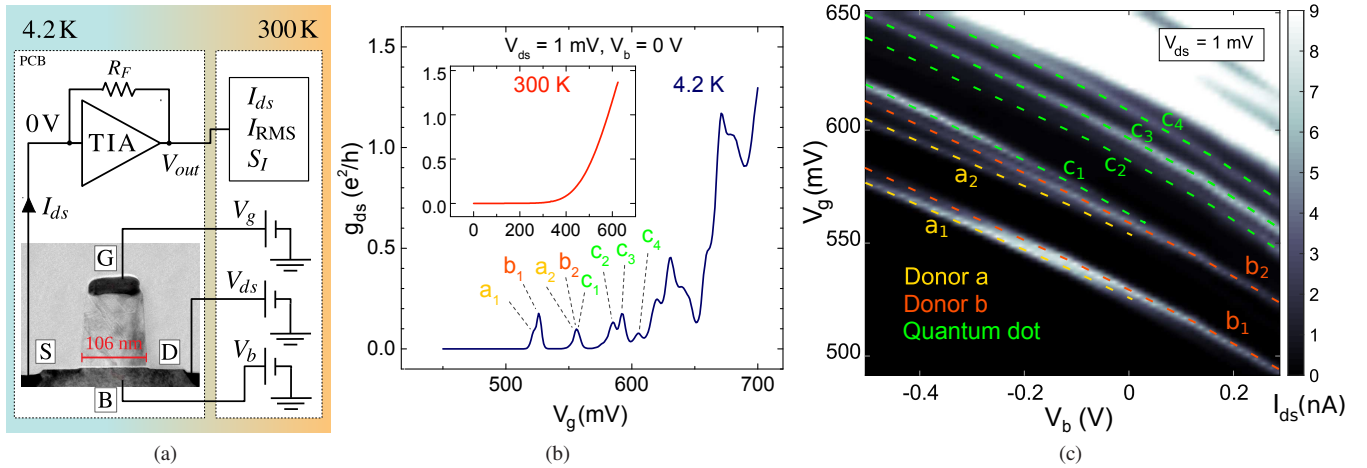 4.2 K
300 K
PCB
R_F
0 V
TIA
V_out
I_ds
I_RMS
S_I
I_ds
V_g
G
V_ds
106 nm
S
D
V_b
B
(a)
V_ds = 1 mV, V_b = 0 V
g_ds (e²/h)
1.5
1.2
0.9
0.6
0.3
0.0
300 K
4.2 K
1.5
1.0
0.5
0.0
0 200 400 600
a_1
b_1
a_2
b_2
c_1
c_2
c_3
c_4
500 600 700
V_g(mV)
(b)
V_g(mV)
650
600
550
500
V_ds = 1 mV
c_4
c_3
c_2
c_1
a_2
a_1
b_2
b_1
Donor a
Donor b
Quantum dot
-0.4 -0.2 0 0.2
V_b (V)
9
8
7
6
5
4
3
2
1
0
I_ds(nA)
(c)